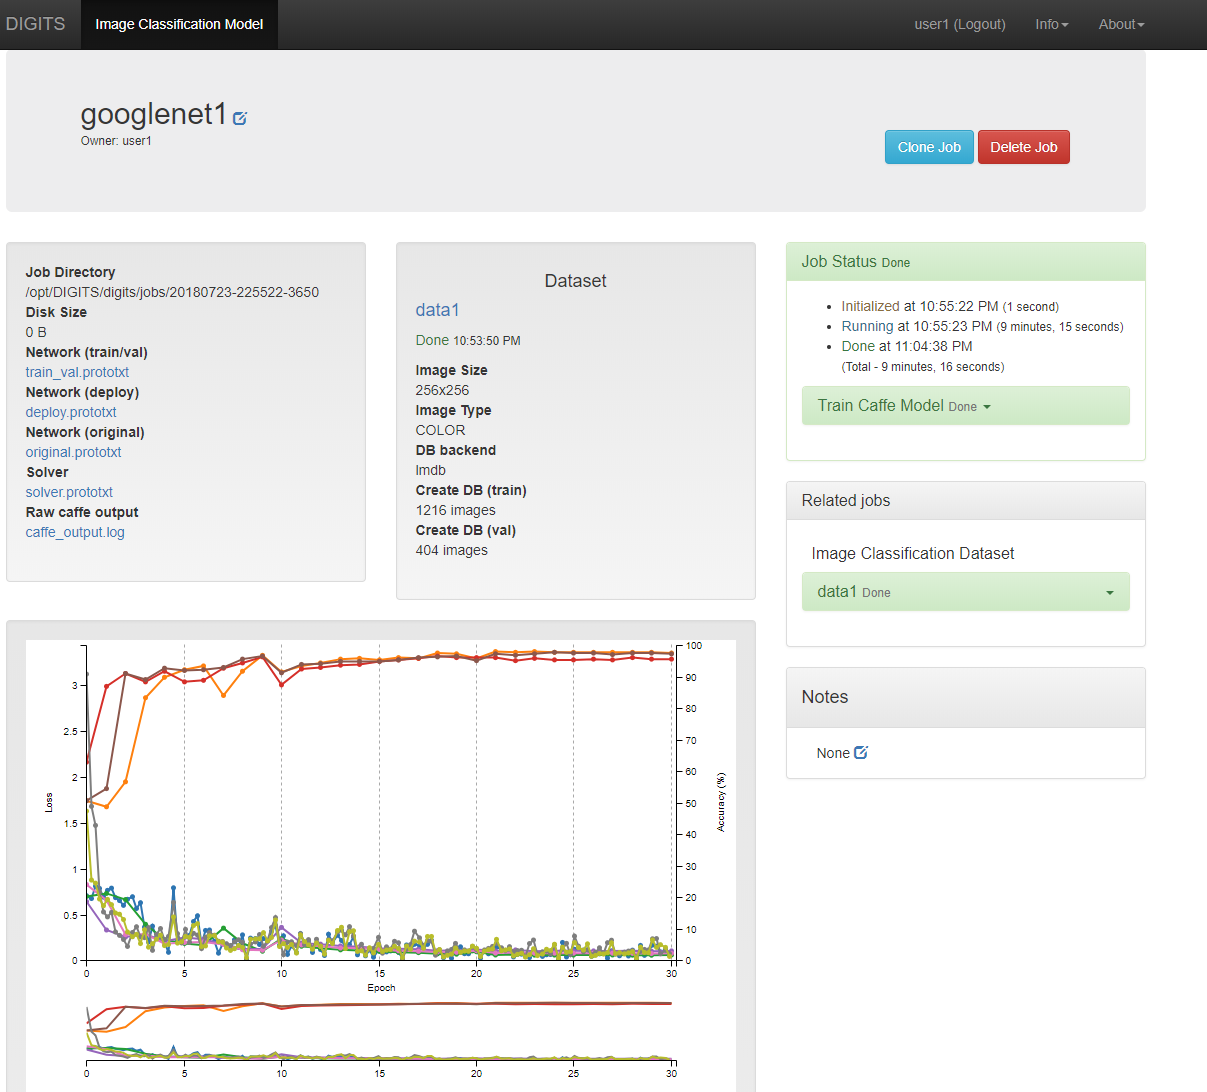 DIGITS
Image Classification Model
user1 (Logout)
Info
About
googlenet1
Owner: user1
Clone Job
Delete Job
Job Directory
/opt/DIGITS/digits/jobs/20180723-225522-3650
Disk Size
0 B
Network (train/val)
train_val.prototxt
Network (deploy)
deploy.prototxt
Network (original)
original.prototxt
Solver
solver.prototxt
Raw caffe output
caffe_output.log
Dataset
data1
Done 10:53:50 PM
Image Size
256x256
Image Type
COLOR
DB backend
lmdb
Create DB (train)
1216 images
Create DB (val)
404 images
Job Status Done
Initialized at 10:55:22 PM (1 second)
Running at 10:55:23 PM (9 minutes, 15 seconds)
Done at 11:04:38 PM
(Total - 9 minutes, 16 seconds)
Train Caffe Model Done
Related jobs
Image Classification Dataset
data1 Done
Notes
None
Loss
3
2.5
2
1.5
1
0.5
0
100
90
80
70
60
50
40
30
20
10
0
Accuracy (%)
0 5 10 15 20 25 30
Epoch
0 5 10 15 20 25 30